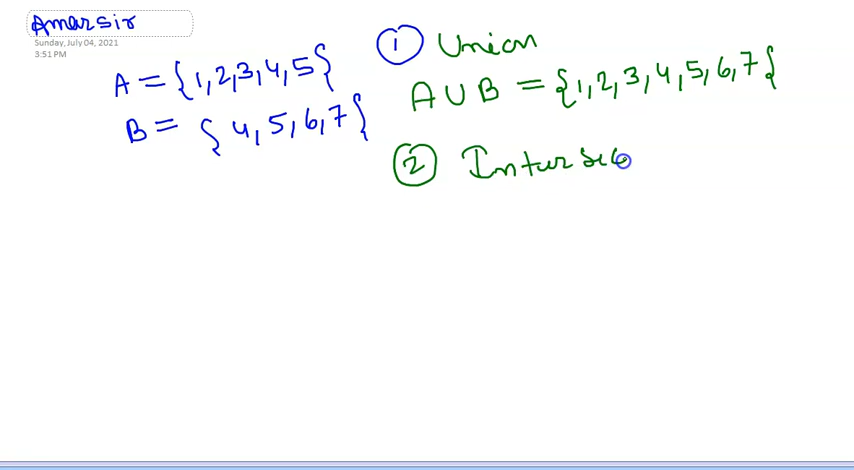 Amarsir
Sunday, July 04, 2021
3:51 PM
A = {1,2,3,4,5}
B = {4,5,6,7}
① Union
A ∪ B = {1,2,3,4,5,6,7}
② Intersec